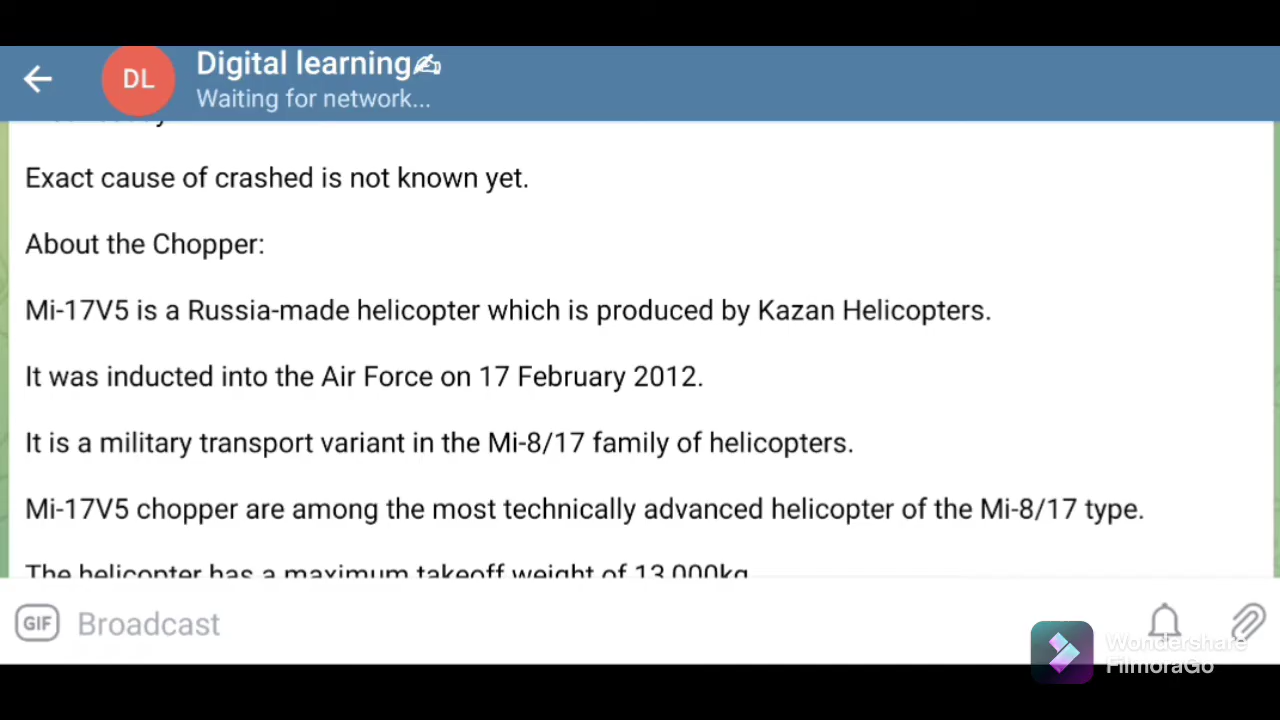 DL
Digital learning✍
Waiting for network...
Exact cause of crashed is not known yet.
About the Chopper:
Mi-17V5 is a Russia-made helicopter which is produced by Kazan Helicopters.
It was inducted into the Air Force on 17 February 2012.
It is a military transport variant in the Mi-8/17 family of helicopters.
Mi-17V5 chopper are among the most technically advanced helicopter of the Mi-8/17 type.
The helicopter has a maximum takeoff weight of 13,000kg
GIF
Broadcast
Wondershare
FilmoraGo